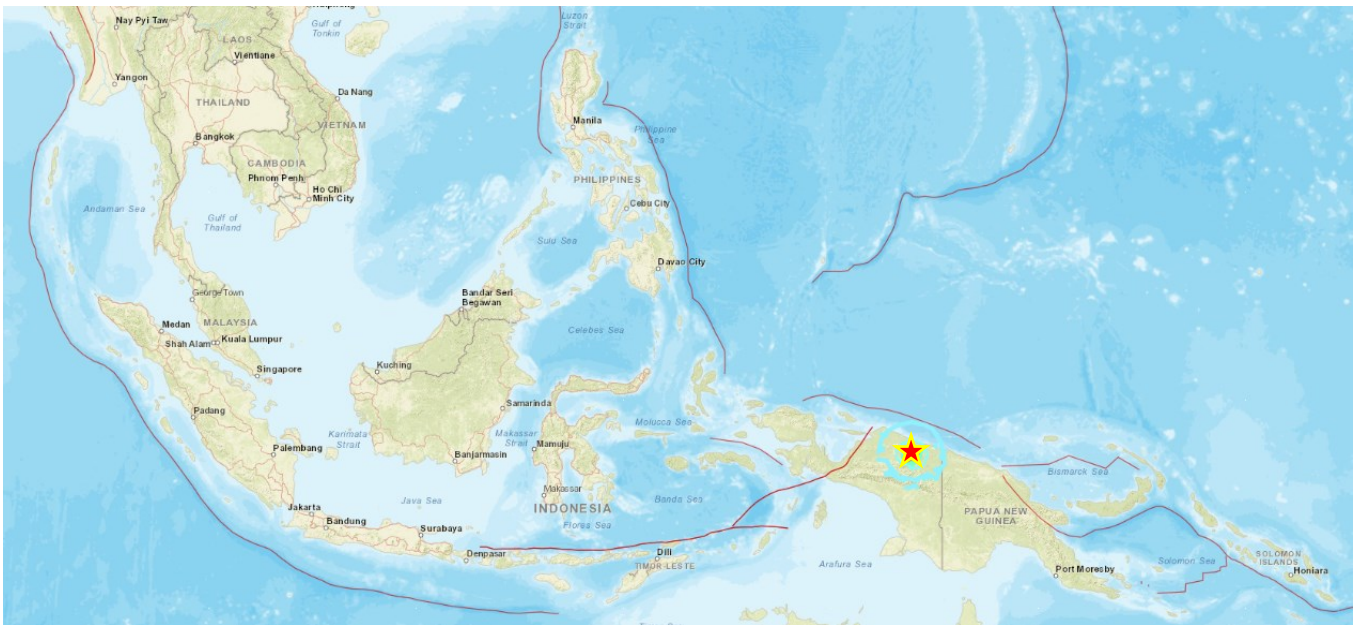 Haiphong
Luzon
Strait
Nay Pyi Taw
Gulf of
Tonkin
LAOS
Vientiane
Yangon
Da Nang
THAILAND
VIETNAM
Manila
Philippine
Sea
Bangkok
CAMBODIA
Phnom Penh
Ho Chi
Minh City
PHILIPPINES
Cebu City
Andaman Sea
Gulf of
Thailand
Sulu Sea
Davao City
George Town
Bandar Seri
Begawan
MALAYSIA
Medan
Kuala Lumpur
Shah Alam
Celebes Sea
Kuching
Singapore
Padang
Samarinda
Molucca Sea
Karimata
Strait
Makassar
Strait
Mamuju
Palembang
Banjarmasin
Bismarck Sea
Makassar
Banda Sea
Java Sea
Jakarta
INDONESIA
PAPUA NEW
GUINEA
Bandung
Surabaya
Flores Sea
Denpasar
Dili
TIMOR-LESTE
Arafura Sea
Solomon Sea
SOLOMON
ISLANDS
Port Moresby
Honiara